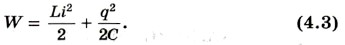 W = Li²/2 + q²/2C. (4.3)